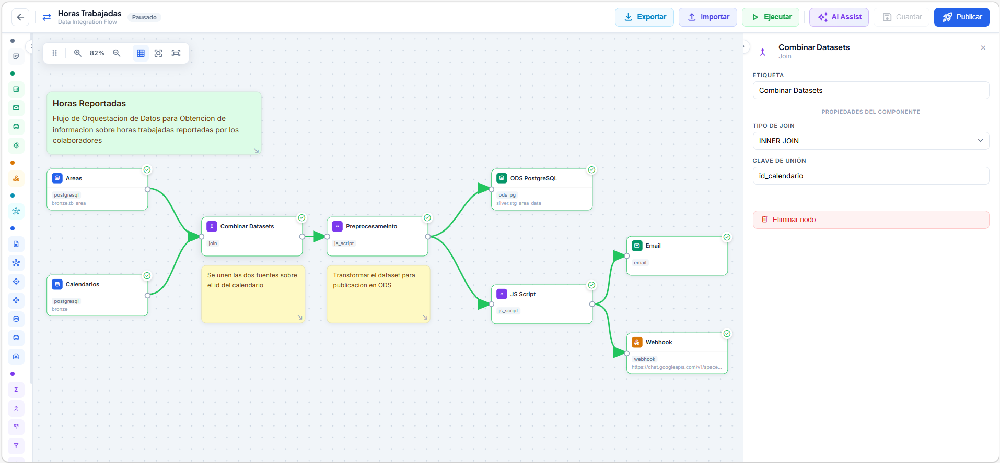 Horas Trabajadas
Data Integration Flow
Pausado
Exportar
Importar
Ejecutar
AI Assist
Guardar
Publicar
82%
Horas Reportadas
Flujo de Orquestacion de Datos para Obtencion de
informacion sobre horas trabajadas reportadas por los
colaboradores
Areas
postgresql
bronze.tb_area
Calendarios
postgresql
bronze
Combinar Datasets
join
Se unen las dos fuentes sobre
el id del calendario
Preprocesameinto
js_script
Transformar el dataset para
publicacion en ODS
ODS PostgreSQL
ods_pg
silver.stg_area_data
JS Script
js_script
Email
email
Webhook
webhook
https://chat.googleapis.com/v1/space...
Combinar Datasets
Join
ETIQUETA
Combinar Datasets
PROPIEDADES DEL COMPONENTE
TIPO DE JOIN
INNER JOIN
CLAVE DE UNIÓN
id_calendario
Eliminar nodo